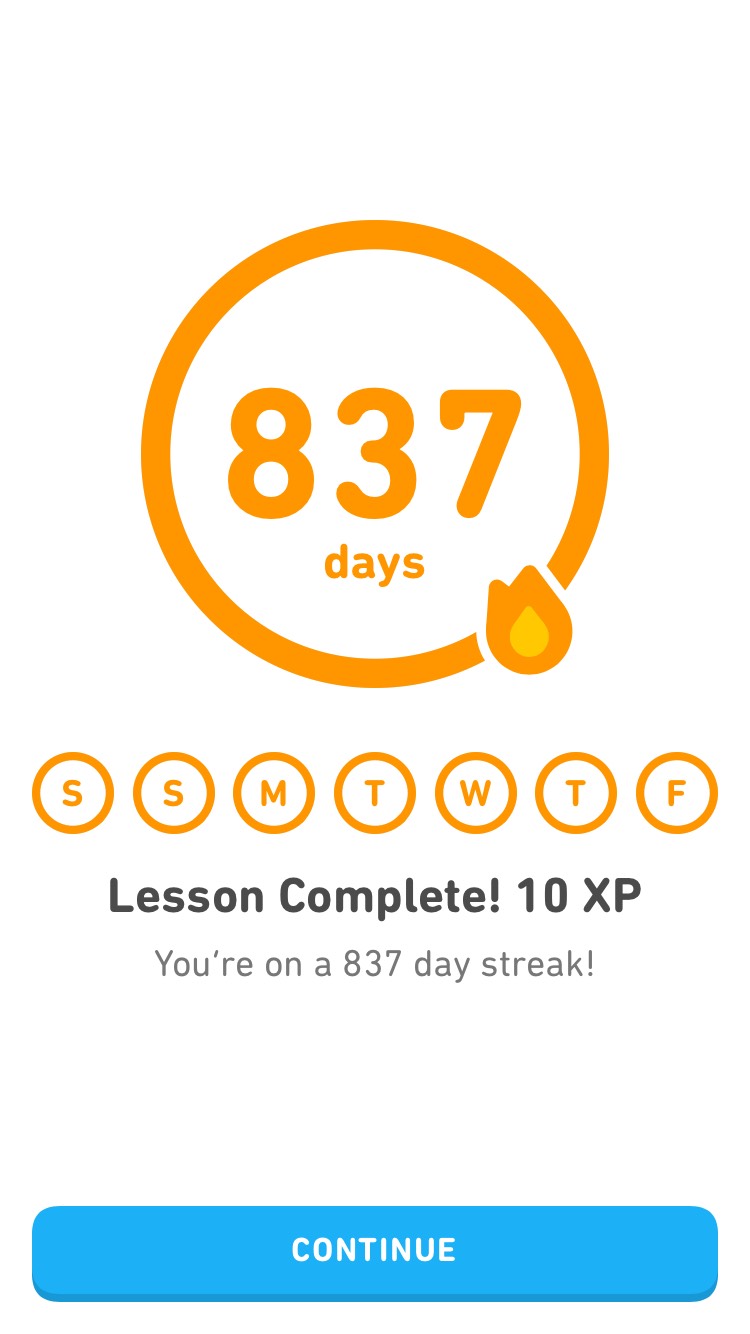 837
days
S S M T W T F
Lesson Complete! 10 XP
You‘re on a 837 day streak!
CONTINUE